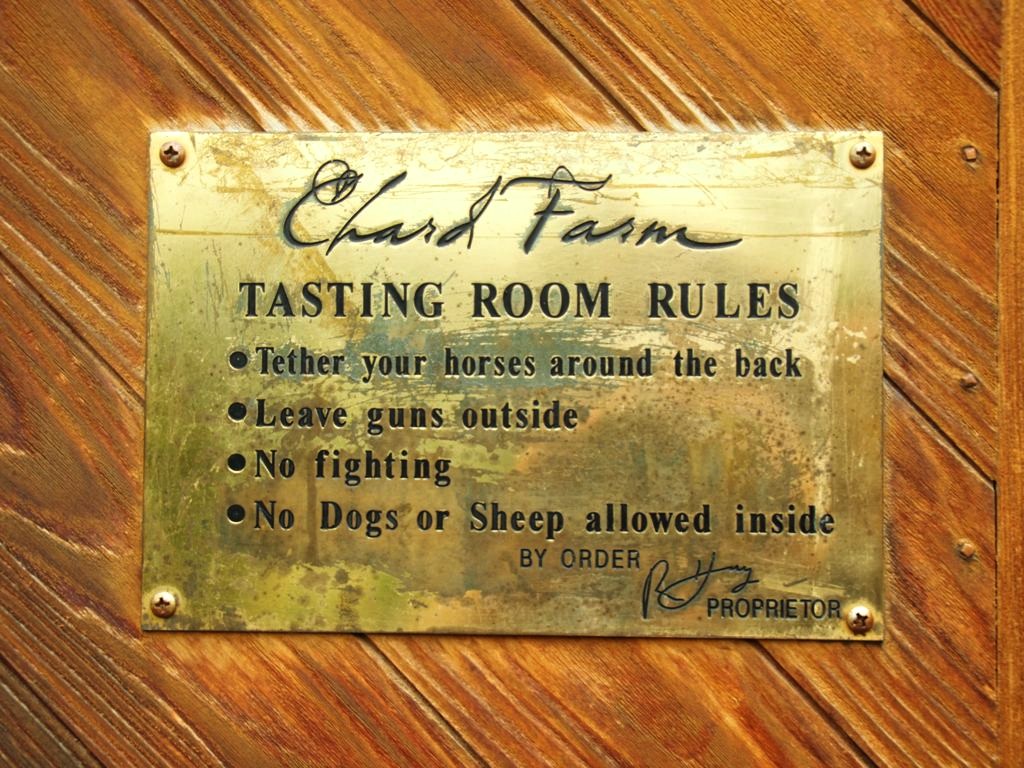 Chard Farm
TASTING ROOM RULES
• Tether your horses around the back
• Leave guns outside
• No fighting
• No Dogs or Sheep allowed inside
BY ORDER
PROPRIETOR